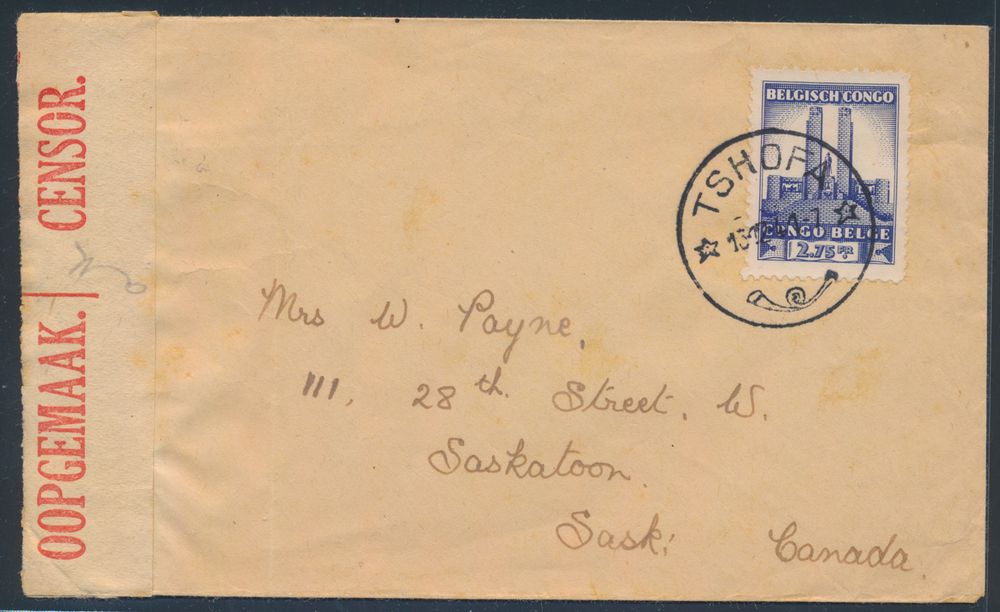 OOPGEMAAK. CENSOR.
BELGISCH CONGO
TSHOFA
CONGO BELGE
2.75 FR
Mrs W. Payne,
111, 28th. Street. W.
Saskatoon.
Sask: Canada.